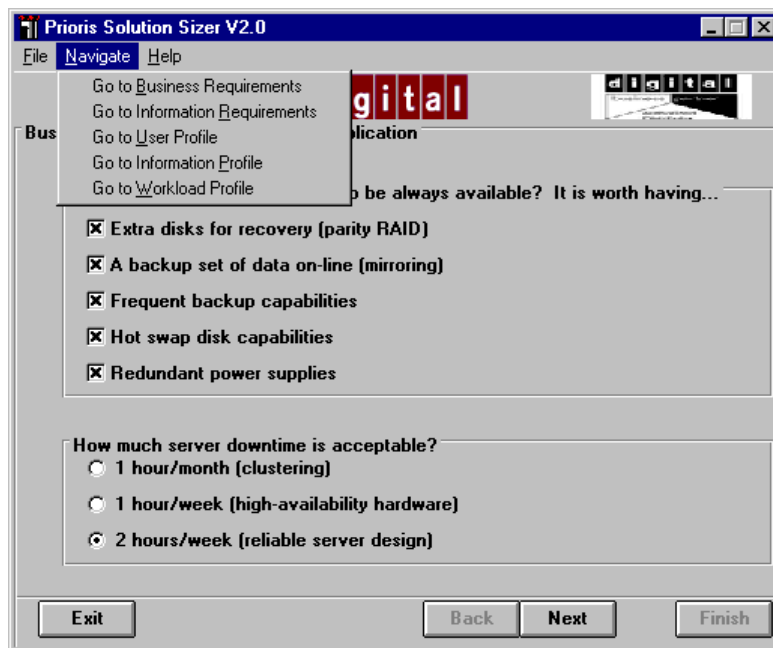 Prioris Solution Sizer V2.0
File Navigate Help
Go to Business Requirements
Go to Information Requirements
Go to User Profile
Go to Information Profile
Go to Workload Profile
gital
digital
Bus
lication
o be always available? It is worth having...
Extra disks for recovery (parity RAID)
A backup set of data on-line (mirroring)
Frequent backup capabilities
Hot swap disk capabilities
Redundant power supplies
How much server downtime is acceptable?
1 hour/month (clustering)
1 hour/week (high-availability hardware)
2 hours/week (reliable server design)
Exit Back Next Finish